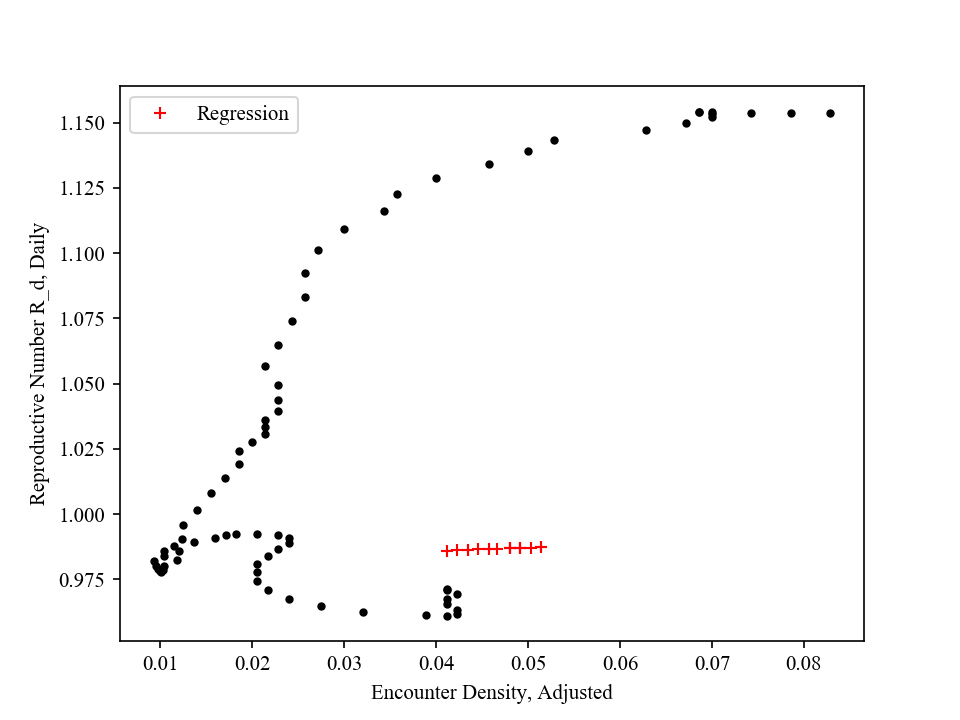 Regression
1.150
1.125
1.100
1.075
1.050
1.025
1.000
0.975
Reproductive Number R_d, Daily
0.01 0.02 0.03 0.04 0.05 0.06 0.07 0.08
Encounter Density, Adjusted